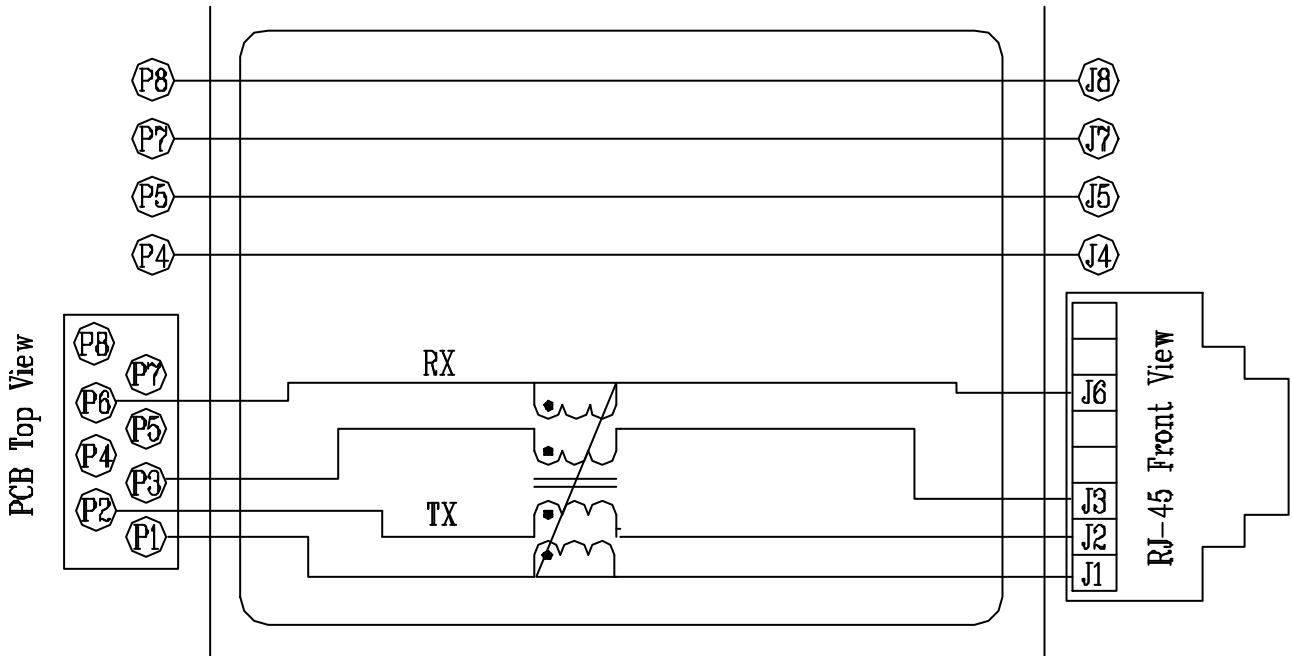 P8 J8
P7 J7
P5 J5
P4 J4
PCB Top View
P8
P7
P6
P5
P4
P3
P2
P1
RX
TX
J6
J3
J2
J1
RJ-45 Front View